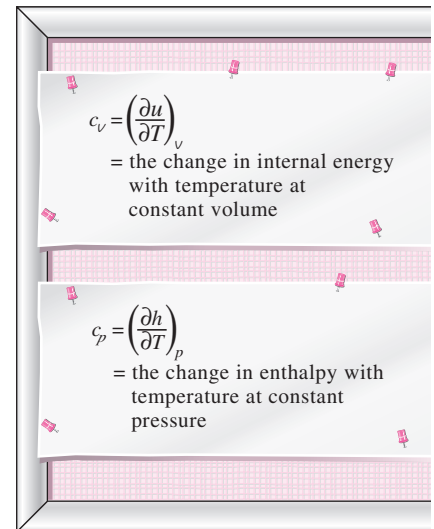 c_v = (∂u/∂T)_v
= the change in internal energy
with temperature at
constant volume
c_p = (∂h/∂T)_p
= the change in enthalpy with
temperature at constant
pressure